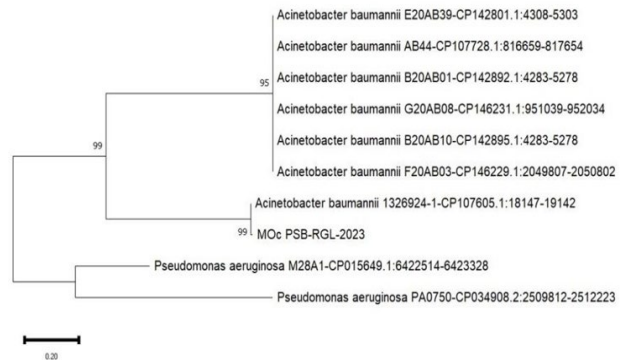 Acinetobacter baumannii E20AB39-CP142801.1:4308-5303
Acinetobacter baumannii AB44-CP107728.1:816659-817654
95
Acinetobacter baumannii B20AB01-CP142892.1:4283-5278
Acinetobacter baumannii G20AB08-CP146231.1:951039-952034
Acinetobacter baumannii B20AB10-CP142895.1:4283-5278
99
Acinetobacter baumannii F20AB03-CP146229.1:2049807-2050802
Acinetobacter baumannii 1326924-1-CP107605.1:18147-19142
99
MOc PSB-RGL-2023
Pseudomonas aeruginosa M28A1-CP015649.1:6422514-6423328
Pseudomonas aeruginosa PA0750-CP034908.2:2509812-2512223
0.20